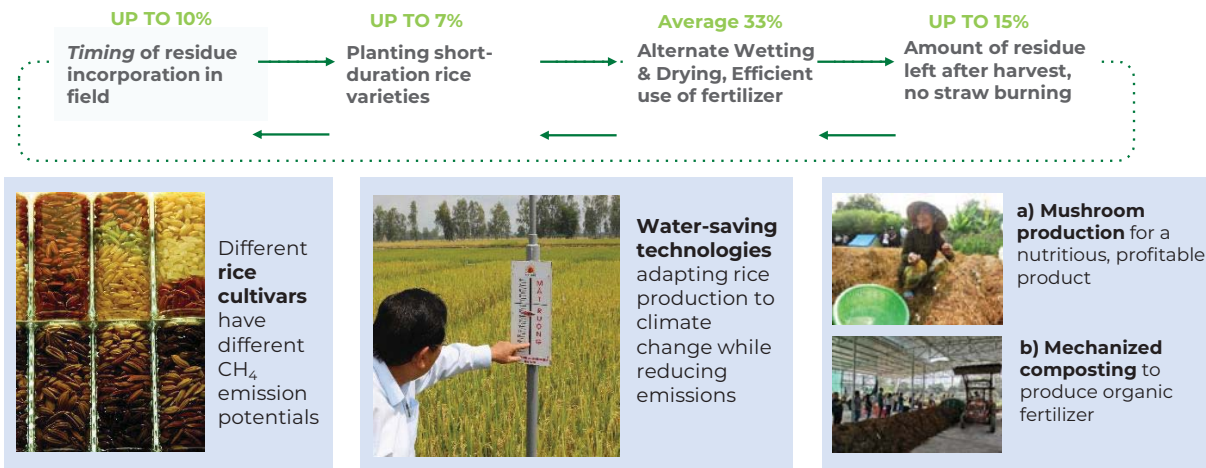 UP TO 10%
Timing of residue
incorporation in
field
UP TO 7%
Planting short-
duration rice
varieties
Average 33%
Alternate Wetting
& Drying, Efficient
use of fertilizer
UP TO 15%
Amount of residue
left after harvest,
no straw burning
Different
rice
cultivars
have
different
CH₄
emission
potentials
MẶT RUỘNG
Water-saving
technologies
adapting rice
production to
climate
change while
reducing
emissions
a) Mushroom
production for a
nutritious, profitable
product
b) Mechanized
composting to
produce organic
fertilizer